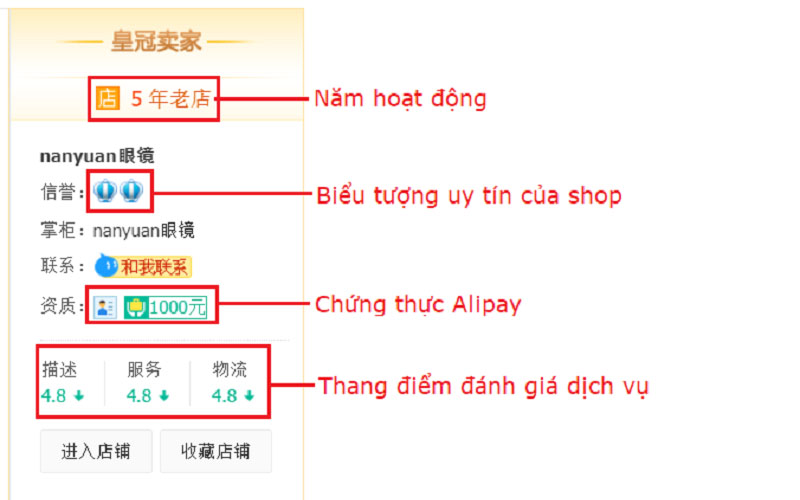 皇冠卖家
店 5年老店
Năm hoạt động
nanyuan眼镜
信誉：
Biểu tượng uy tín của shop
掌柜：nanyuan眼镜
联系：和我联系
资质：1000元
Chứng thực Alipay
描述 服务 物流
4.8 4.8 4.8
Thang điểm đánh giá dịch vụ
进入店铺 收藏店铺